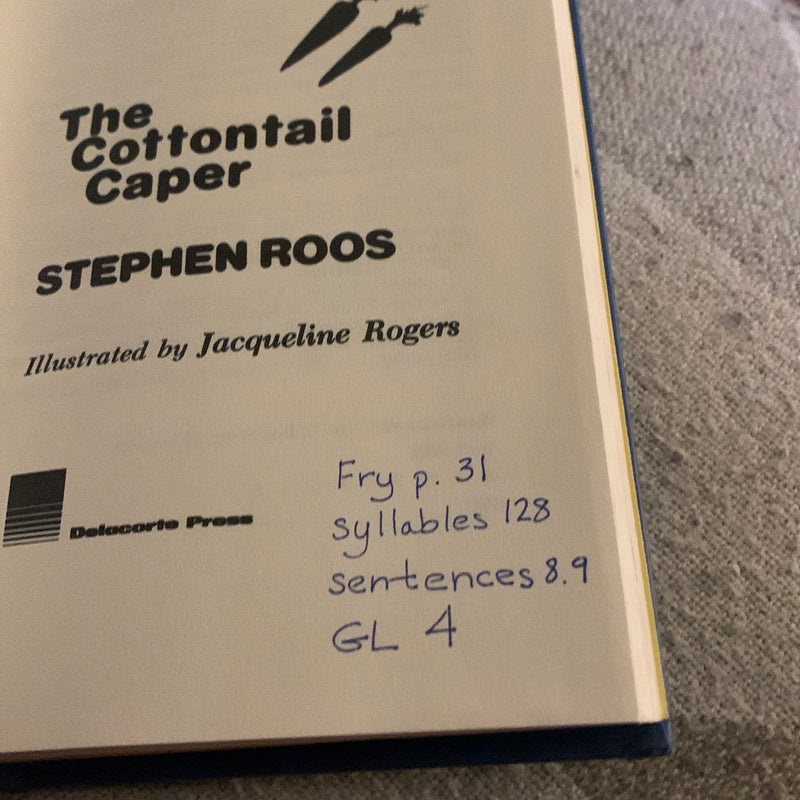 The
Cottontail
Caper
STEPHEN ROOS
Illustrated by Jacqueline Rogers
Delacorte Press
Fry p. 31
syllables 128
sentences 8.9
GL 4